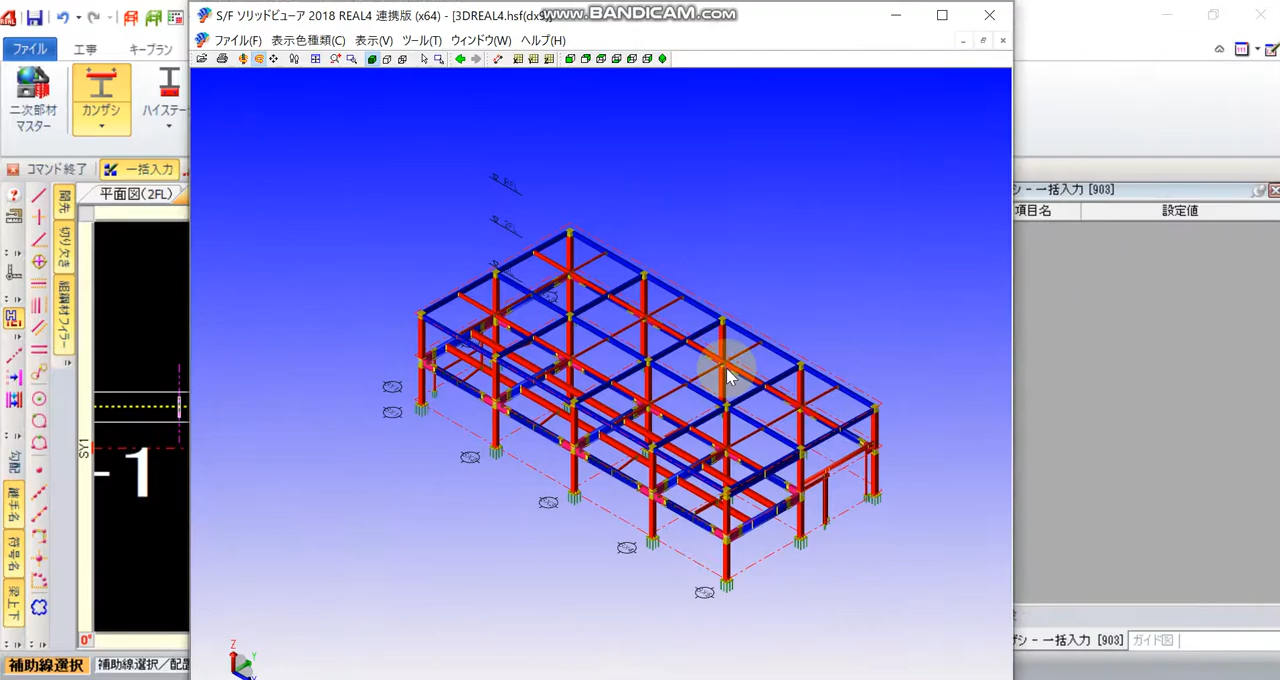 S/F ソリッドビューア 2018 REAL4 連携版 (x64) - [3DREAL4.hsf(dx9)]
www.BANDICAM.com
ファイル(F) 表示色種類(C) 表示(V) ツール(T) ウィンドウ(W) ヘルプ(H)
ファイル 工事 キープラン
二次部材
マスター
カンザシ
ハイステー
コマンド終了 一括入力
平面図(2FL)
開先
切り欠き
組鋼材フィラー
勾配
継手名
符号名
梁上下
SY1
-1
0°
Z
Y
シ - 一括入力 [903]
項目名 設定値
ザシ - 一括入力 [903] ガイド図
補助線選択 補助線選択/配置